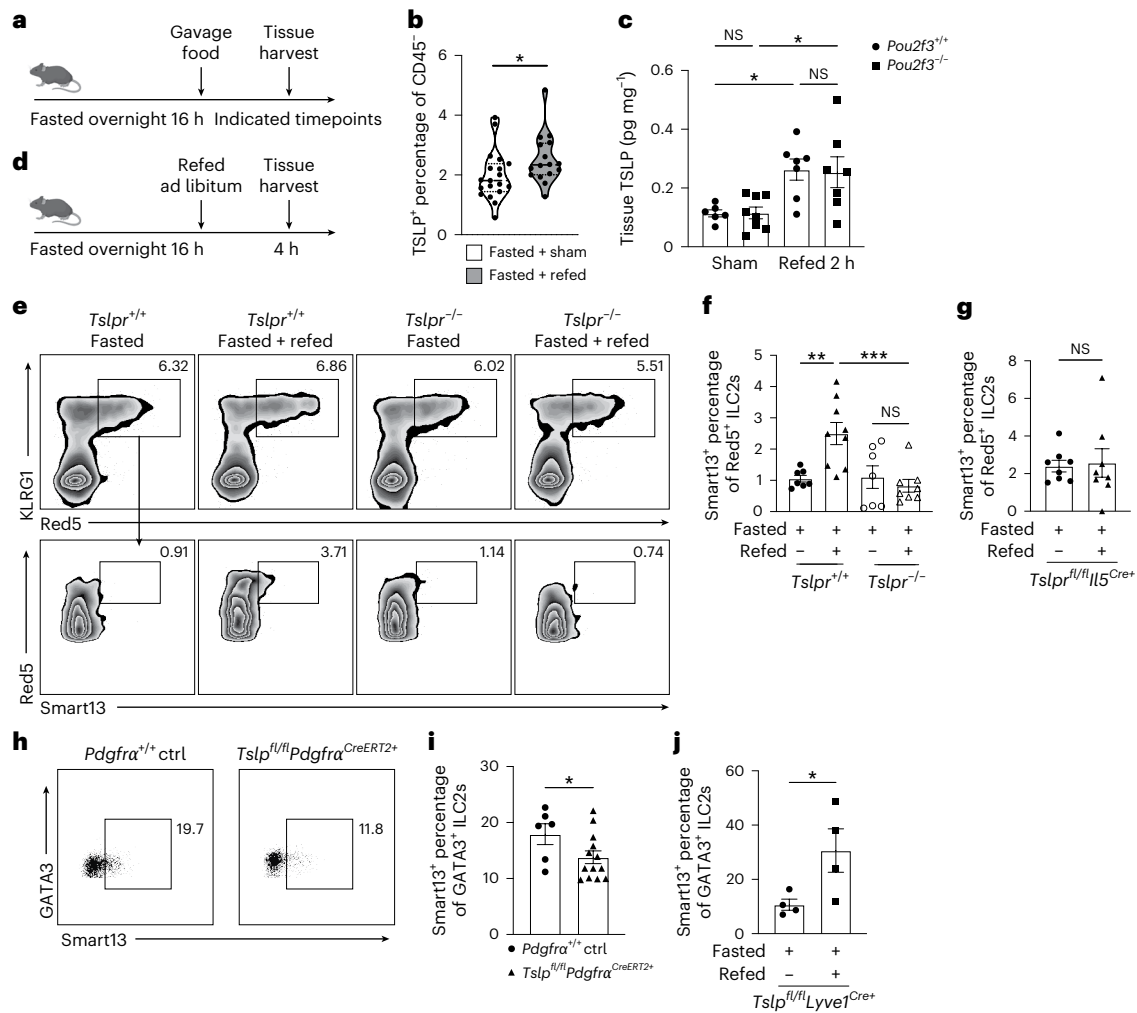 a
Gavage food
Tissue harvest
Fasted overnight 16 h
Indicated timepoints
d
Refed ad libitum
Tissue harvest
Fasted overnight 16 h
4 h
b
TSLP⁺ percentage of CD45⁻
6
4
2
0
*
Fasted + sham
Fasted + refed
c
Tissue TSLP (pg mg⁻¹)
0.6
0.4
0.2
0
NS
*
*
NS
Sham
Refed 2 h
Pou2f3⁺/⁺
Pou2f3⁻/⁻
e
Tslpr⁺/⁺
Fasted
Tslpr⁺/⁺
Fasted + refed
Tslpr⁻/⁻
Fasted
Tslpr⁻/⁻
Fasted + refed
6.32
6.86
6.02
5.51
KLRG1
Red5
0.91
3.71
1.14
0.74
Red5
Smart13
f
Smart13⁺ percentage
of Red5⁺ ILC2s
5
4
3
2
1
0
**
***
NS
Fasted + + + +
Refed – + – +
Tslpr⁺/⁺
Tslpr⁻/⁻
g
Smart13⁺ percentage
of Red5⁺ ILC2s
8
6
4
2
0
NS
Fasted + +
Refed – +
Tslprᶠˡ/ᶠˡIl5ᶜʳᵉ⁺
h
Pdgfrα⁺/⁺ ctrl
Tslpᶠˡ/ᶠˡPdgfrαᶜʳᵉᴱᴿᵀ²⁺
19.7
11.8
GATA3
Smart13
i
Smart13⁺ percentage
of GATA3⁺ ILC2s
30
20
10
0
*
Pdgfrα⁺/⁺ ctrl
Tslpᶠˡ/ᶠˡPdgfrαᶜʳᵉᴱᴿᵀ²⁺
j
Smart13⁺ percentage
of GATA3⁺ ILC2s
60
40
20
0
*
Fasted + +
Refed – +
Tslpᶠˡ/ᶠˡLyve1ᶜʳᵉ⁺